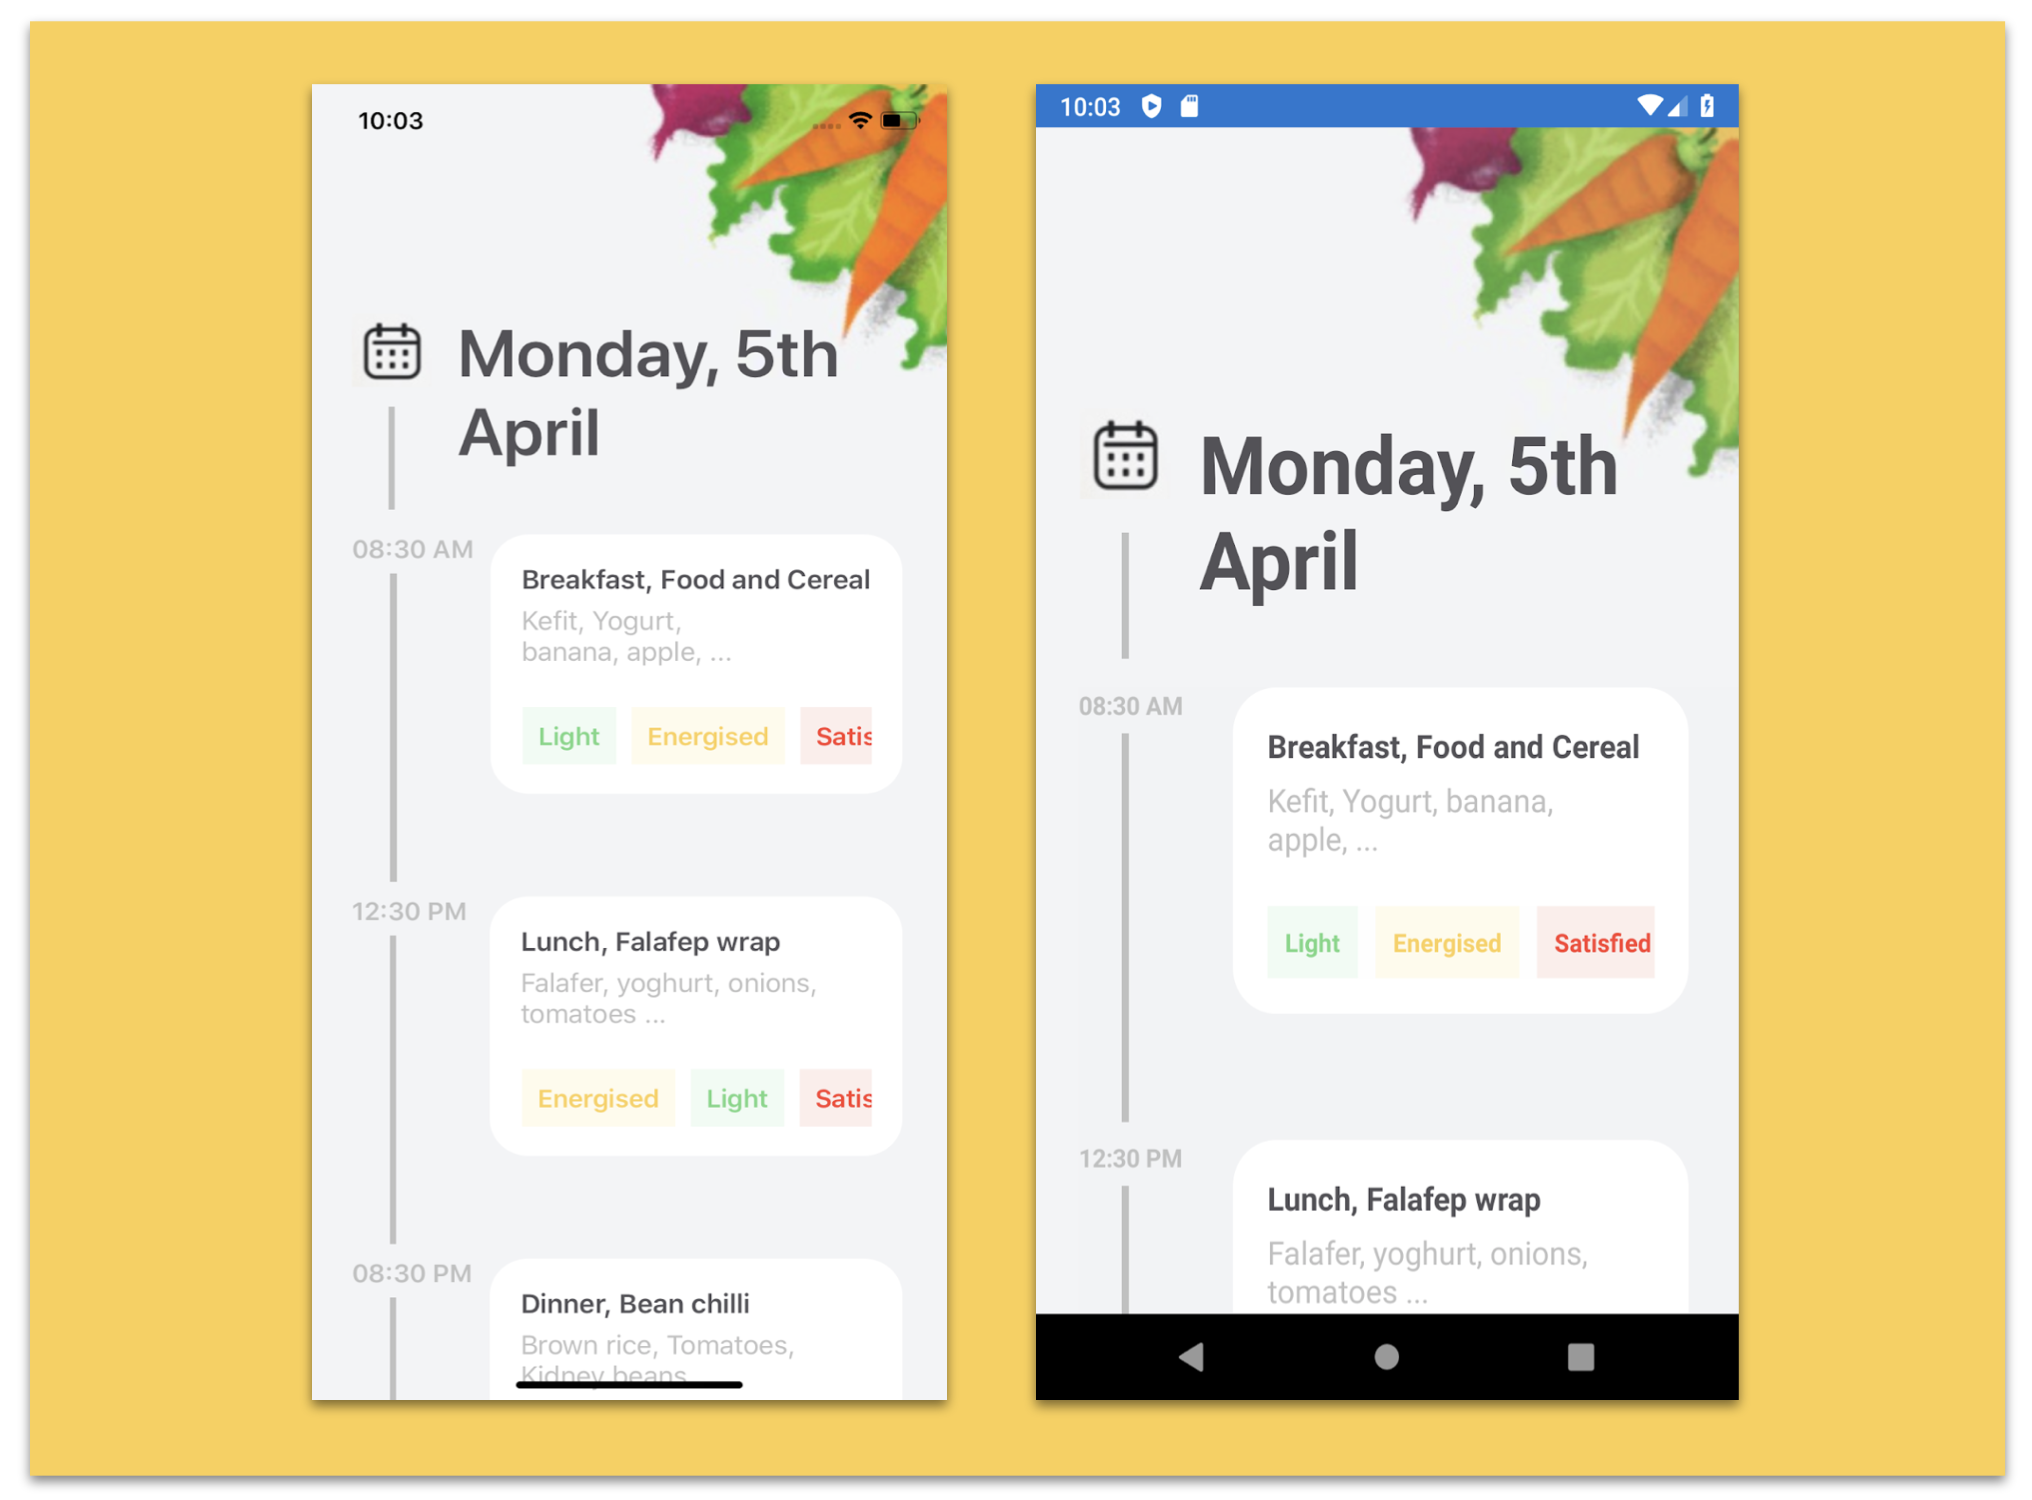 10:03
Monday, 5th
April
08:30 AM
Breakfast, Food and Cereal
Kefit, Yogurt,
banana, apple, ...
Light Energised Satis
12:30 PM
Lunch, Falafep wrap
Falafer, yoghurt, onions,
tomatoes ...
Energised Light Satis
08:30 PM
Dinner, Bean chilli
Brown rice, Tomatoes,
Kidney beans
10:03
Monday, 5th
April
08:30 AM
Breakfast, Food and Cereal
Kefit, Yogurt, banana,
apple, ...
Light Energised Satisfied
12:30 PM
Lunch, Falafep wrap
Falafer, yoghurt, onions,
tomatoes ...